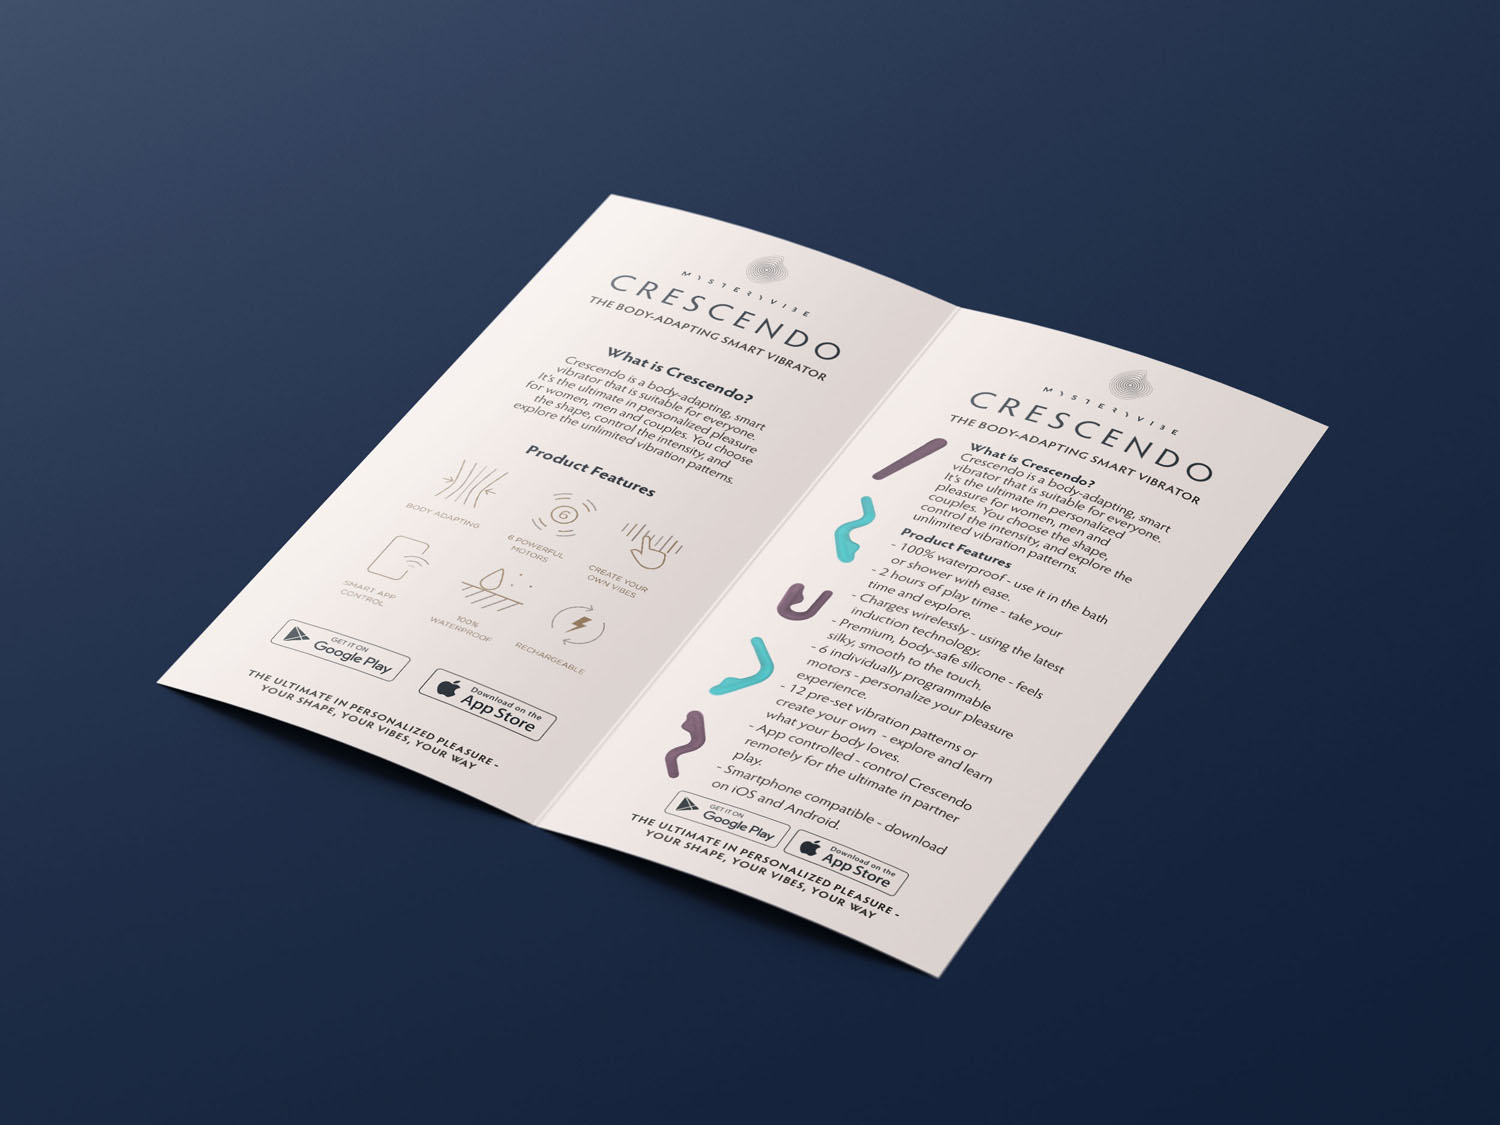 MYSTERYVIBE
CRESCENDO
THE BODY-ADAPTING SMART VIBRATOR
What is Crescendo?
Crescendo is a body-adapting, smart
vibrator that is suitable for everyone.
It's the ultimate in personalized pleasure
for women, men and couples. You choose
the shape, control the intensity, and
explore the unlimited vibration patterns.
Product Features
BODY ADAPTING
6
6 POWERFUL
MOTORS
CREATE YOUR
OWN VIBES
SMART APP
CONTROL
100%
WATERPROOF
RECHARGEABLE
GET IT ON
Google Play
Download on the
App Store
THE ULTIMATE IN PERSONALIZED PLEASURE -
YOUR SHAPE, YOUR VIBES, YOUR WAY
MYSTERYVIBE
CRESCENDO
THE BODY-ADAPTING SMART VIBRATOR
What is Crescendo?
Crescendo is a body-adapting, smart
vibrator that is suitable for everyone.
It's the ultimate in personalized
pleasure for women, men and
couples. You choose the shape,
control the intensity, and explore the
unlimited vibration patterns.
Product Features
- 100% waterproof - use it in the bath
or shower with ease.
- 2 hours of play time - take your
time and explore.
- Charges wirelessly - using the latest
induction technology.
- Premium, body-safe silicone - feels
silky, smooth to the touch.
- 6 individually programmable
motors - personalize your pleasure
experience.
- 12 pre-set vibration patterns or
create your own - explore and learn
what your body loves.
- App controlled - control Crescendo
remotely for the ultimate in partner
play.
- Smartphone compatible - download
on iOS and Android.
GET IT ON
Google Play
Download on the
App Store
THE ULTIMATE IN PERSONALIZED PLEASURE -
YOUR SHAPE, YOUR VIBES, YOUR WAY